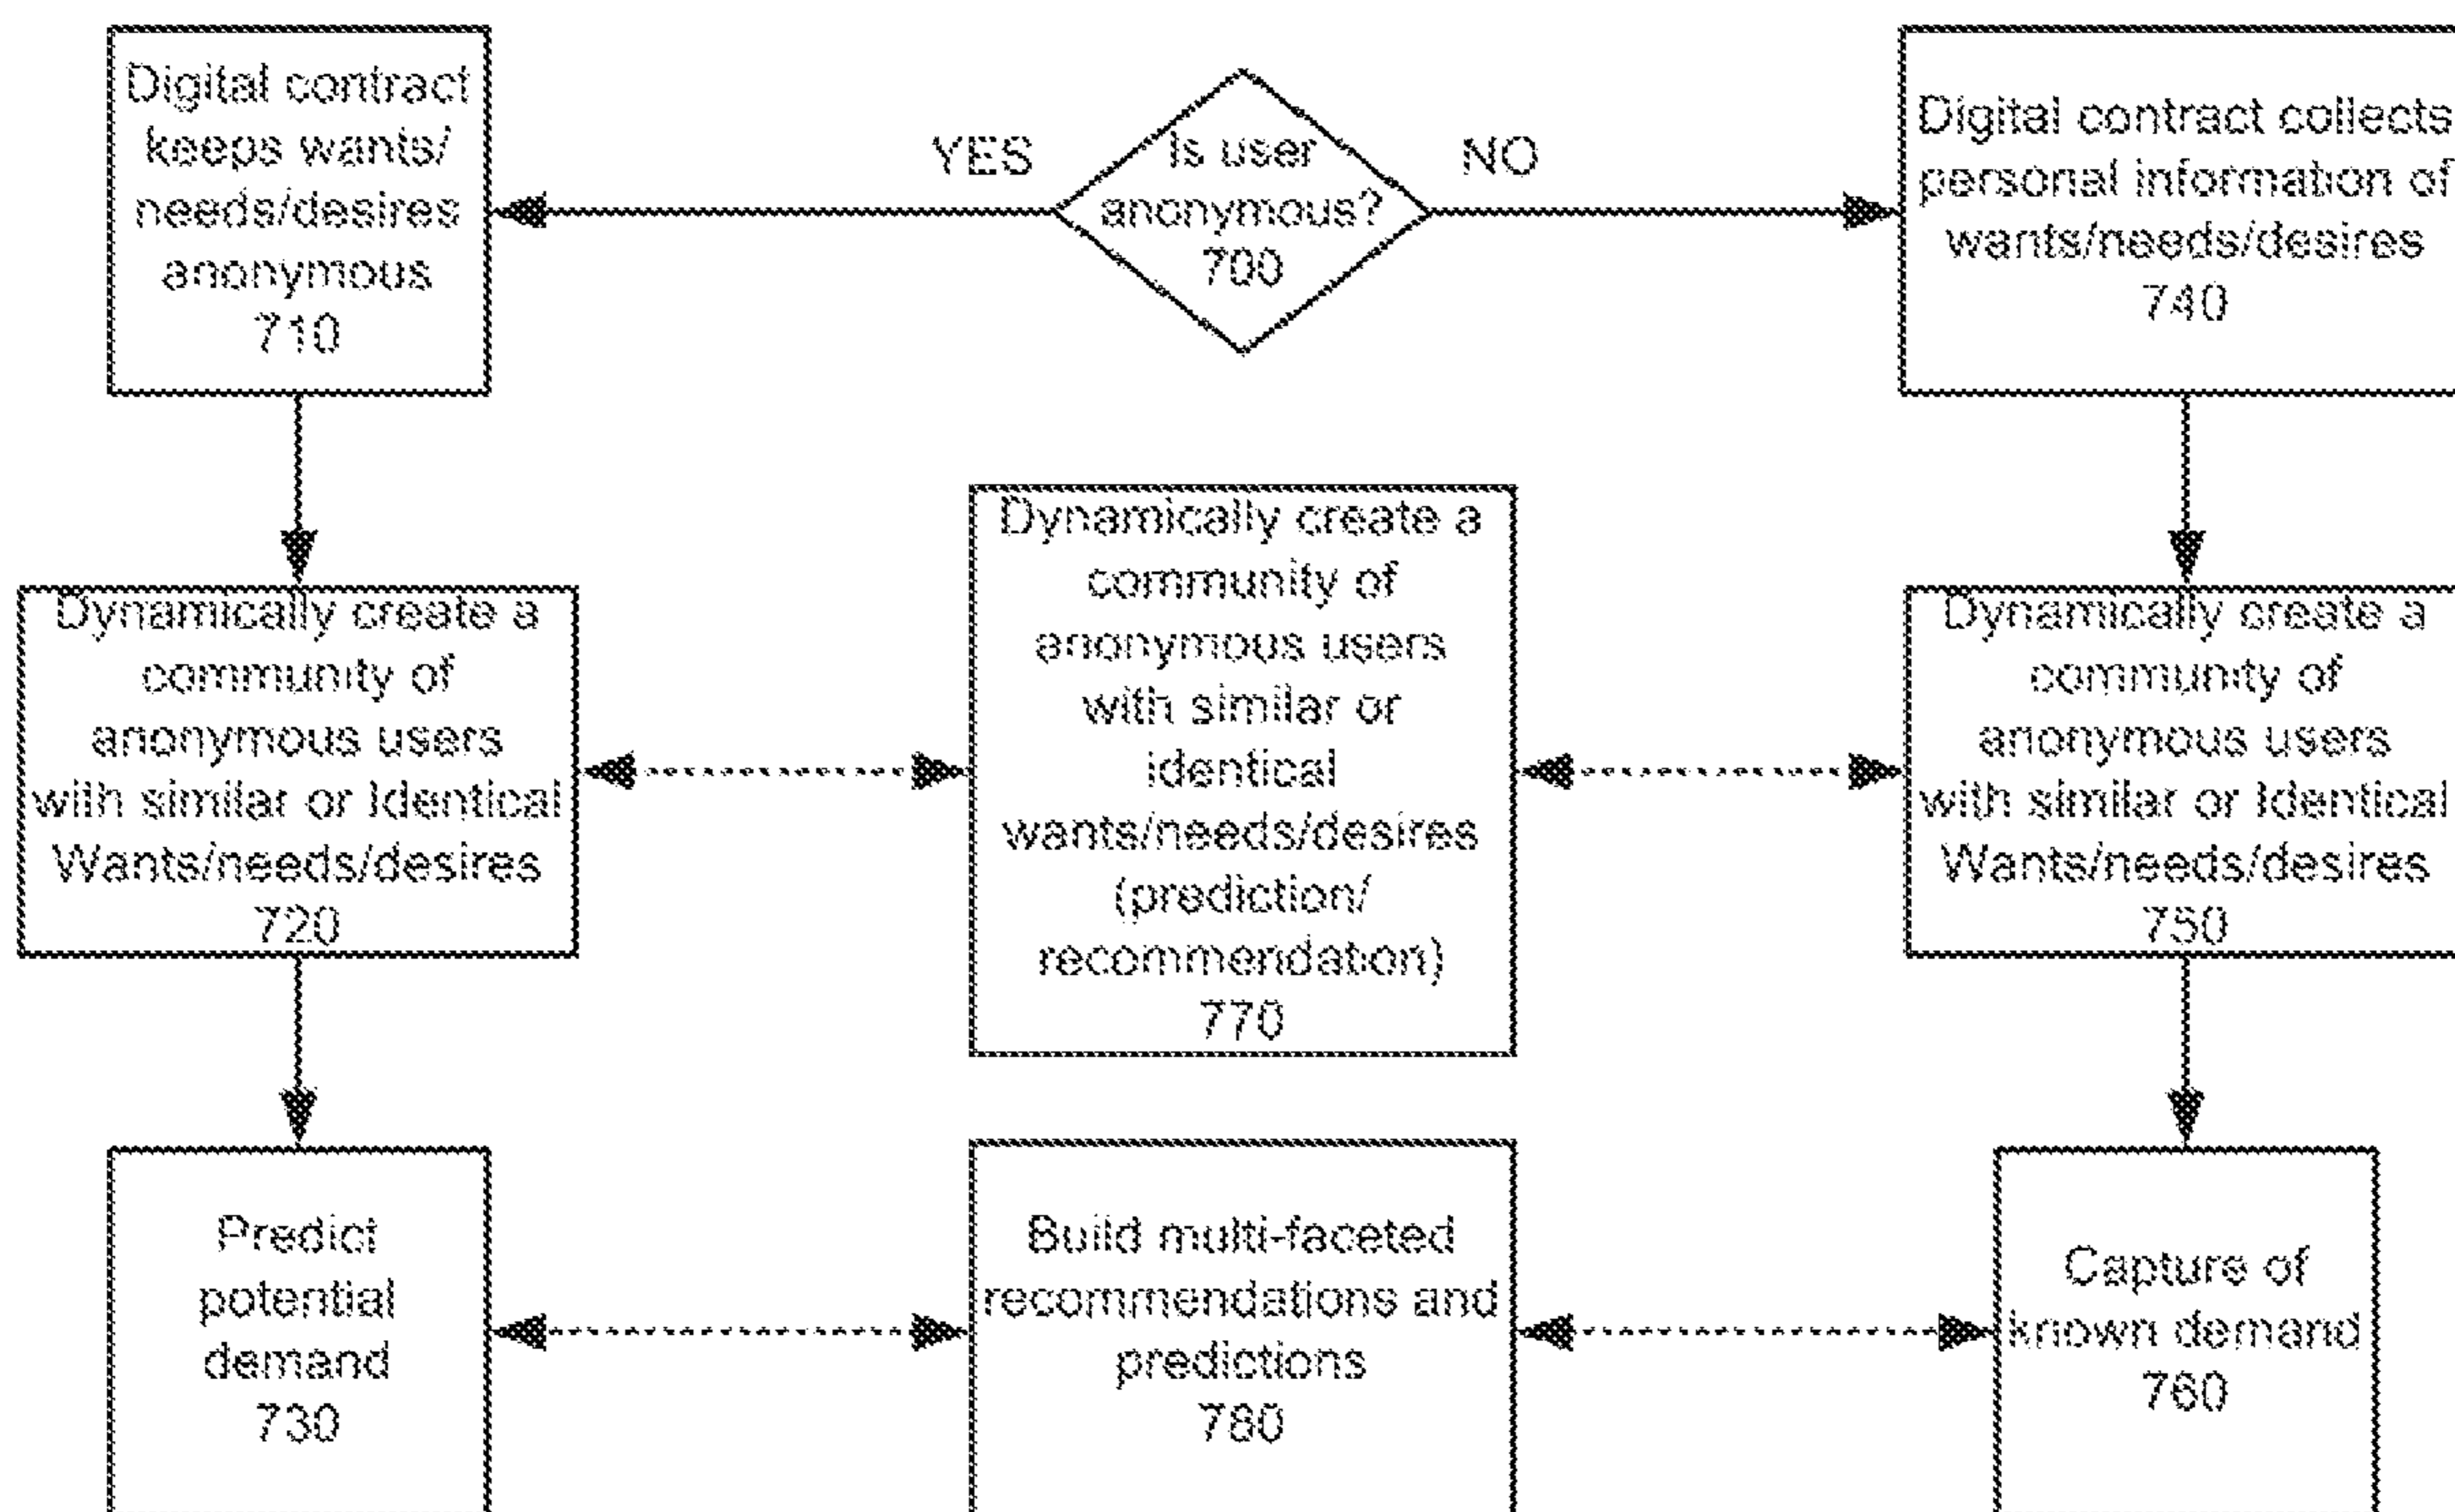 Digital contract
keeps wants/
needs/desires
anonymous
710
YES
Is user
anonymous?
700
NO
Digital contract collects
personal information of
wants/needs/desires
740
Dynamically create a
community of
anonymous users
with similar or Identical
Wants/needs/desires
720
Dynamically create a
community of
anonymous users
with similar or
identical
wants/needs/desires
(prediction/
recommendation)
770
Dynamically create a
community of
anonymous users
with similar or Identical
Wants/needs/desires
750
Predict
potential
demand
730
Build multi-faceted
recommendations and
predictions
780
Capture of
known demand
760